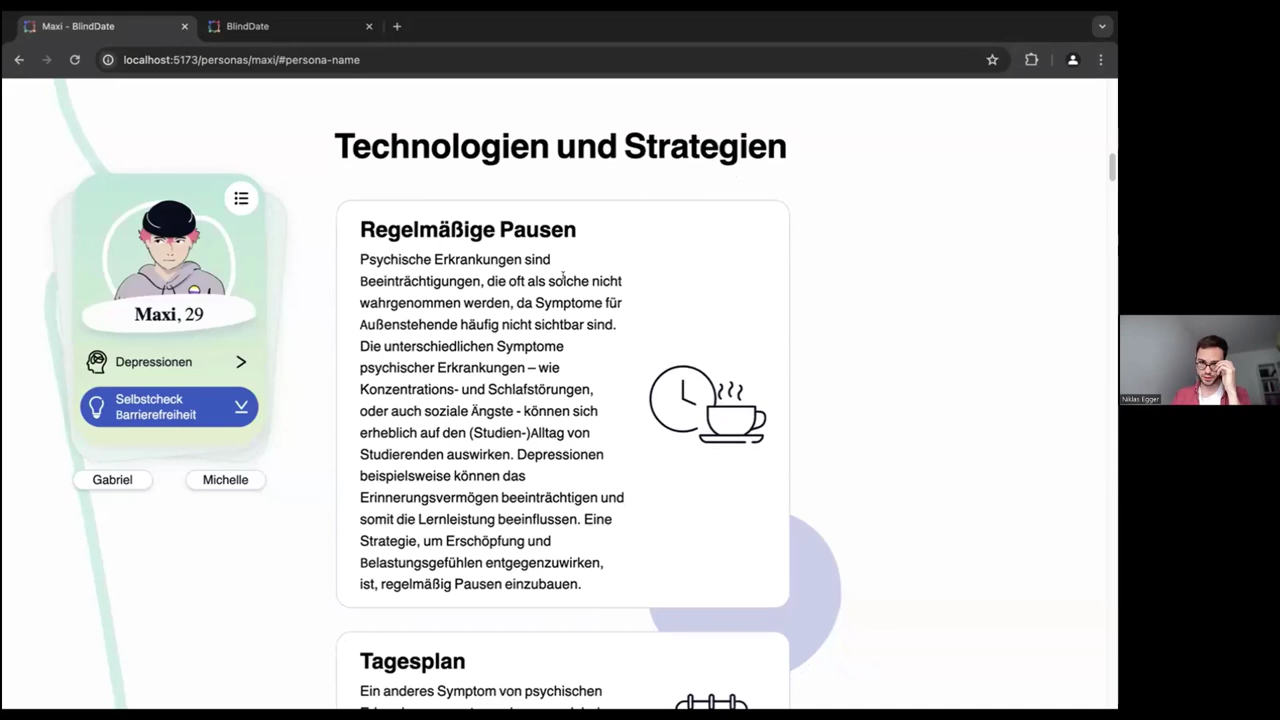 Maxi - BlindDate
BlindDate
localhost:5173/personas/maxi/#persona-name
Technologien und Strategien
Maxi, 29
Depressionen
Selbstcheck
Barrierefreiheit
Gabriel
Michelle
Regelmäßige Pausen
Psychische Erkrankungen sind
Beeinträchtigungen, die oft als solche nicht
wahrgenommen werden, da Symptome für
Außenstehende häufig nicht sichtbar sind.
Die unterschiedlichen Symptome
psychischer Erkrankungen – wie
Konzentrations- und Schlafstörungen,
oder auch soziale Ängste - können sich
erheblich auf den (Studien-)Alltag von
Studierenden auswirken. Depressionen
beispielsweise können das
Erinnerungsvermögen beeinträchtigen und
somit die Lernleistung beeinflussen. Eine
Strategie, um Erschöpfung und
Belastungsgefühlen entgegenzuwirken,
ist, regelmäßig Pausen einzubauen.
Tagesplan
Ein anderes Symptom von psychischen
Niklas Egger